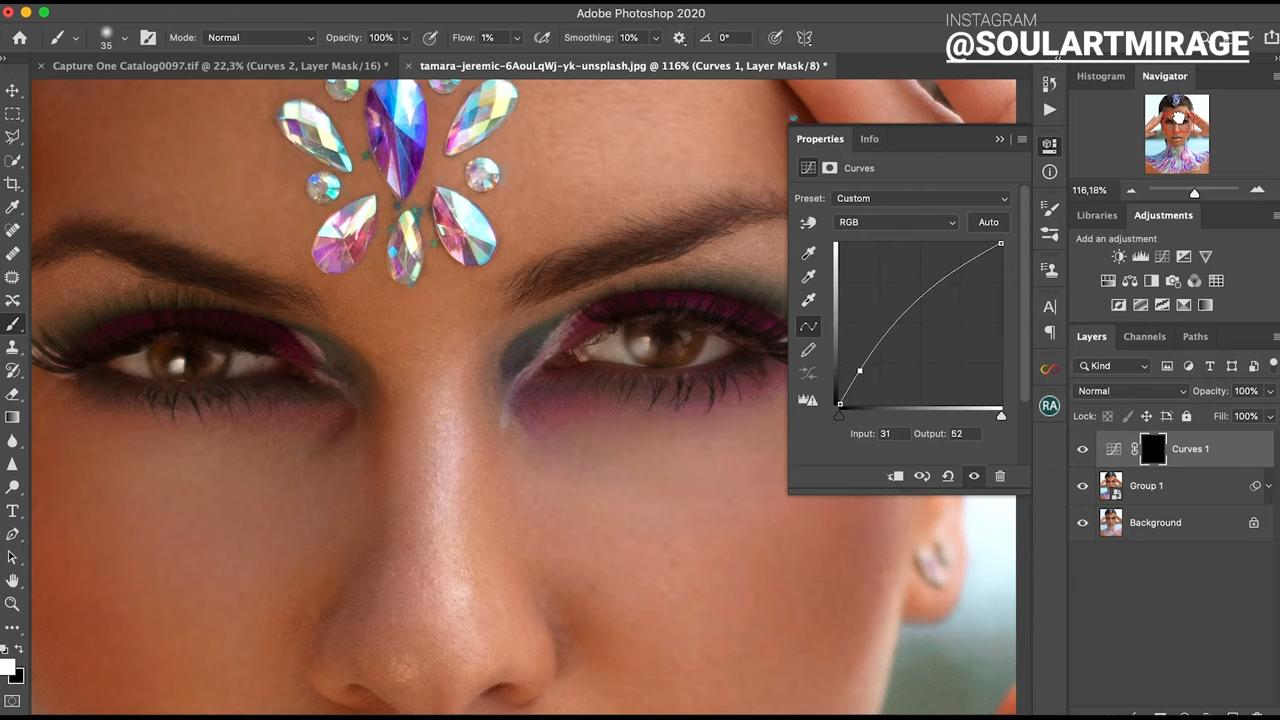 Adobe Photoshop 2020
INSTAGRAM
@SOULARTMIRAGE
35
Mode: Normal
Opacity: 100%
Flow: 1%
Smoothing: 10%
0°
Capture One Catalog0097.tif @ 22,3% (Curves 2, Layer Mask/16) *
tamara-jeremic-6AouLqWj-yk-unsplash.jpg @ 116% (Curves 1, Layer Mask/8) *
Histogram
Navigator
116,18%
Properties
Info
Curves
Preset: Custom
RGB
Auto
Input: 31
Output: 52
Libraries
Adjustments
Add an adjustment
Layers
Channels
Paths
Kind
Normal
Opacity: 100%
Lock:
Fill: 100%
Curves 1
Group 1
Background
RA